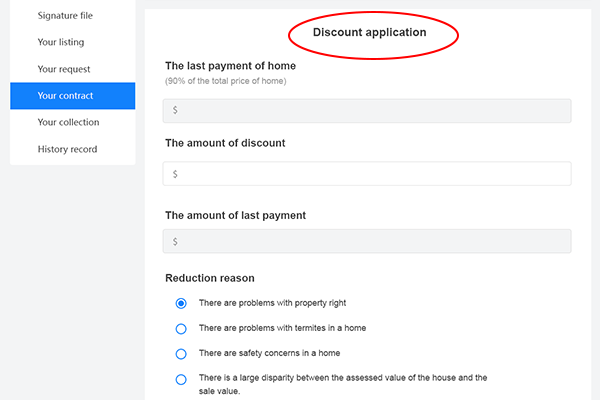 Signature file
Your listing
Your request
Your contract
Your collection
History record
Discount application
The last payment of home
(90% of the total price of home)
$
The amount of discount
$
The amount of last payment
$
Reduction reason
There are problems with property right
There are problems with termites in a home
There are safety concerns in a home
There is a large disparity between the assessed value of the house and the
sale value.